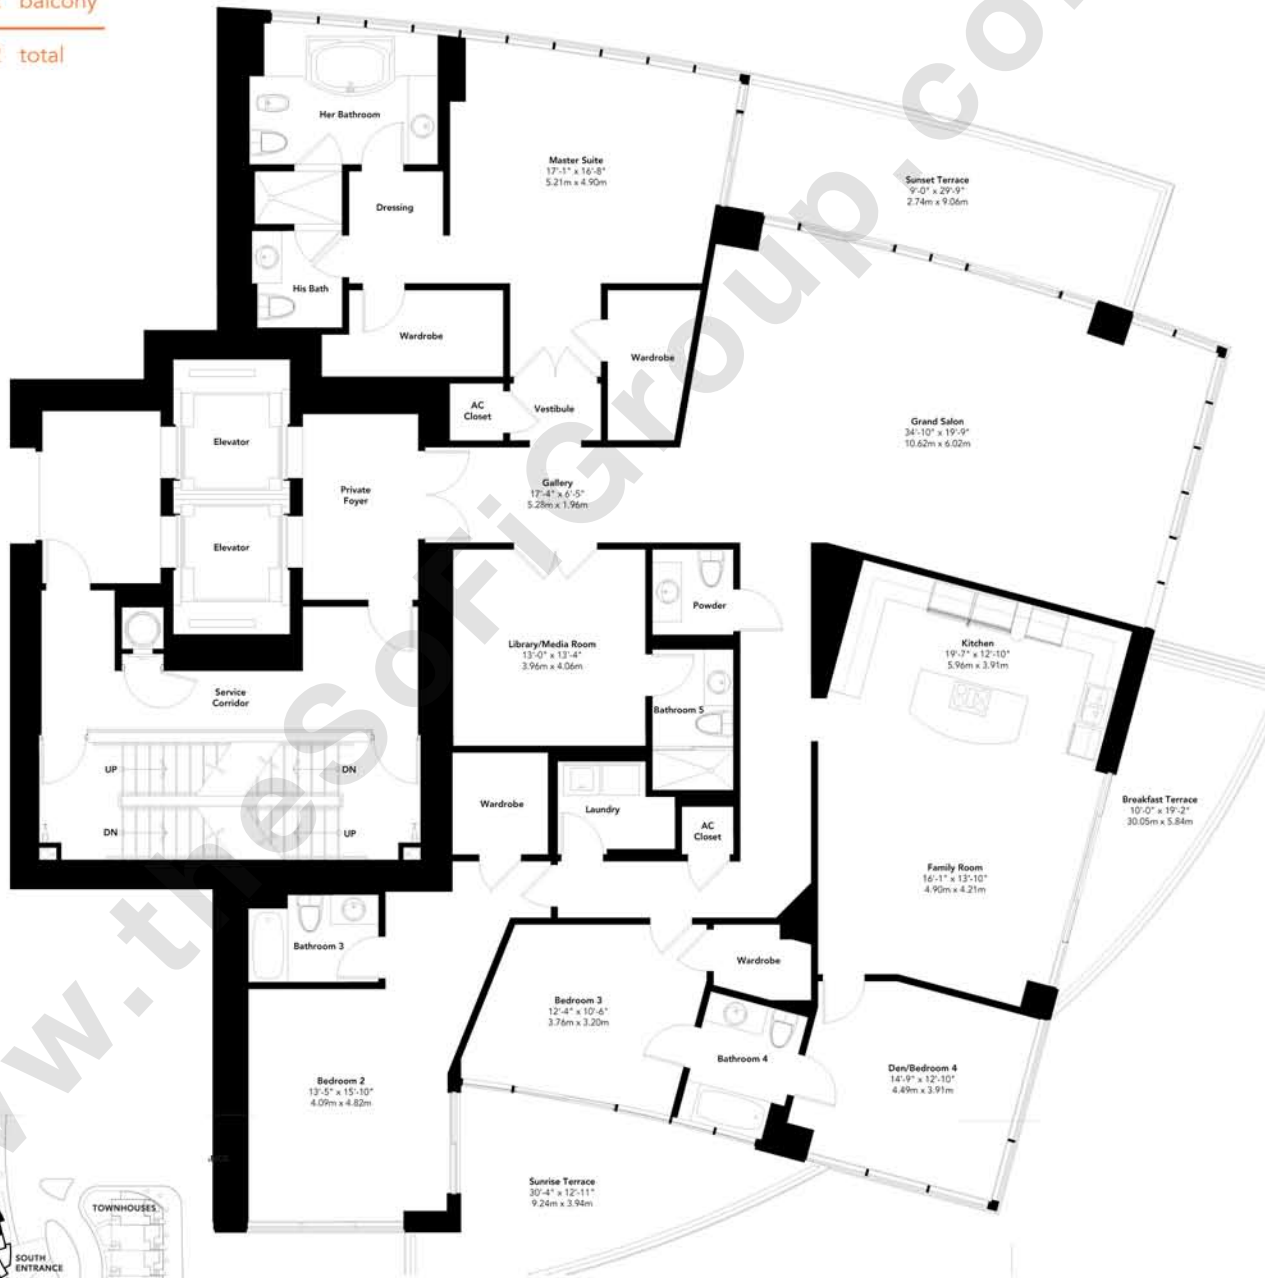 balcony
total
Her Bathroom
Master Suite
17'-1" x 16'-8"
5.21m x 4.90m
Sunset Terrace
9'-0" x 29'-9"
2.74m x 9.06m
Dressing
His Bath
Wardrobe
Wardrobe
AC
Closet
Vestibule
Grand Salon
34'-10" x 19'-9"
10.62m x 6.02m
Elevator
Private
Foyer
Gallery
17'-4" x 6'-5"
5.28m x 1.96m
Elevator
Powder
Library/Media Room
13'-0" x 13'-4"
3.96m x 4.06m
Kitchen
19'-7" x 12'-10"
5.96m x 3.91m
Service
Corridor
Bathroom 5
UP
DN
Wardrobe
Laundry
AC
Closet
DN
UP
Breakfast Terrace
10'-0" x 19'-2"
30.05m x 5.84m
Family Room
16'-1" x 13'-10"
4.90m x 4.21m
Bathroom 3
Wardrobe
Bedroom 3
12'-4" x 10'-6"
3.76m x 3.20m
Bathroom 4
Den/Bedroom 4
14'-9" x 12'-10"
4.49m x 3.91m
Bedroom 2
13'-5" x 15'-10"
4.09m x 4.82m
Sunrise Terrace
30'-4" x 12'-11"
9.24m x 3.94m
TOWNHOUSES
SOUTH
ENTRANCE
w.theSoFiGroup.co